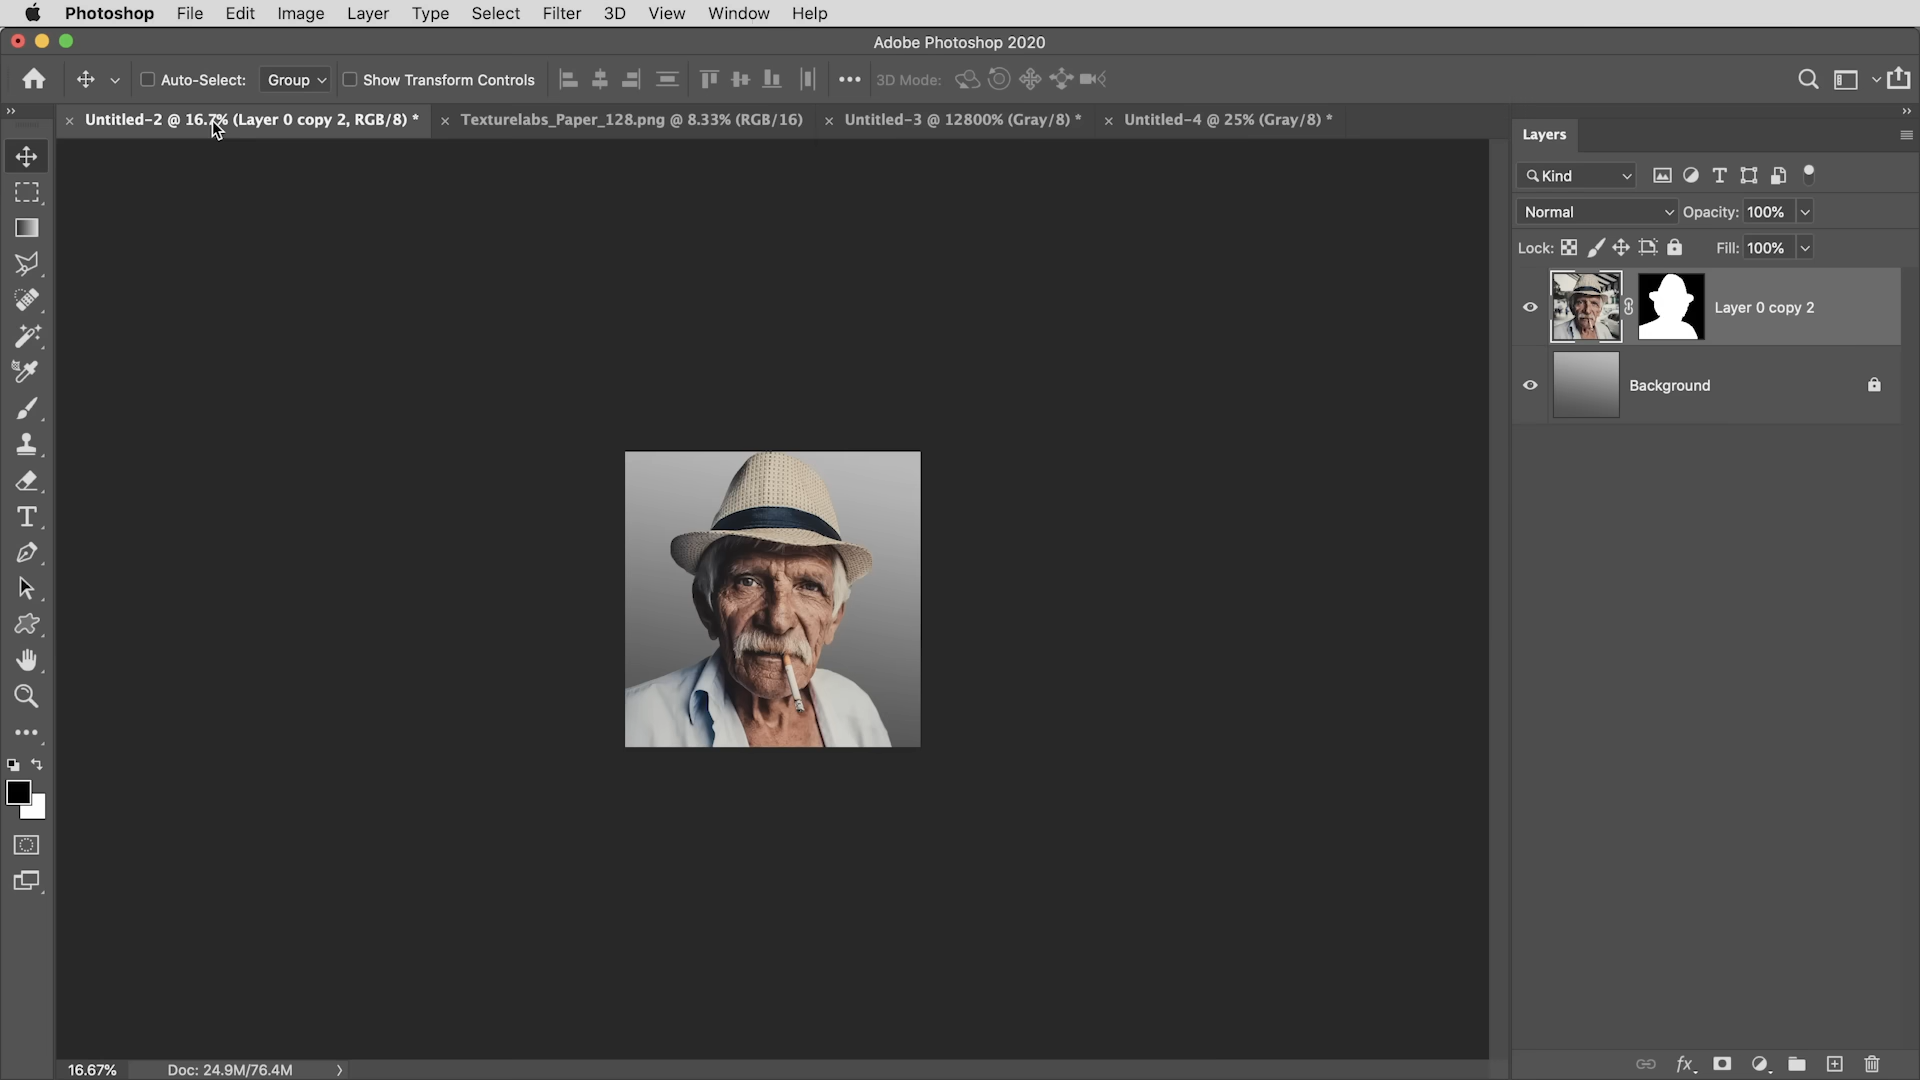 Photoshop File Edit Image Layer Type Select Filter 3D View Window Help
Adobe Photoshop 2020
Auto-Select: Group Show Transform Controls 3D Mode:
Untitled-2 @ 16.7% (Layer 0 copy 2, RGB/8) * Texturelabs_Paper_128.png @ 8.33% (RGB/16) Untitled-3 @ 12800% (Gray/8) * Untitled-4 @ 25% (Gray/8) *
Layers
Kind
Normal Opacity: 100%
Lock: Fill: 100%
Layer 0 copy 2
Background
16.67% Doc: 24.9M/76.4M
fx